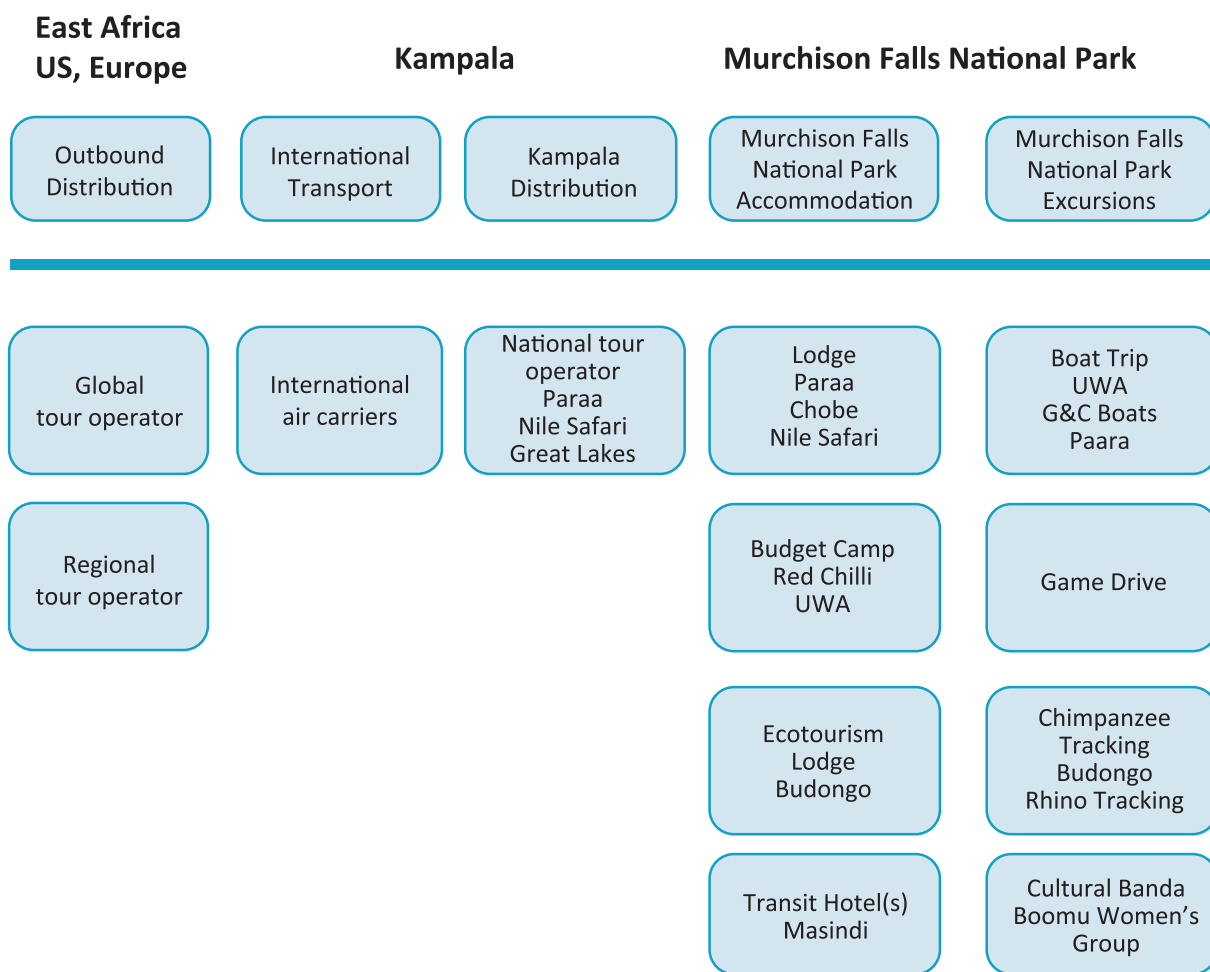 East Africa
US, Europe
Kampala
Murchison Falls National Park
Outbound
Distribution
International
Transport
Kampala
Distribution
Murchison Falls
National Park
Accommodation
Murchison Falls
National Park
Excursions
Global
tour operator
International
air carriers
National tour
operator
Paraa
Nile Safari
Great Lakes
Lodge
Paraa
Chobe
Nile Safari
Boat Trip
UWA
G&C Boats
Paara
Regional
tour operator
Budget Camp
Red Chilli
UWA
Game Drive
Ecotourism
Lodge
Budongo
Chimpanzee
Tracking
Budongo
Rhino Tracking
Transit Hotel(s)
Masindi
Cultural Banda
Boomu Women’s
Group